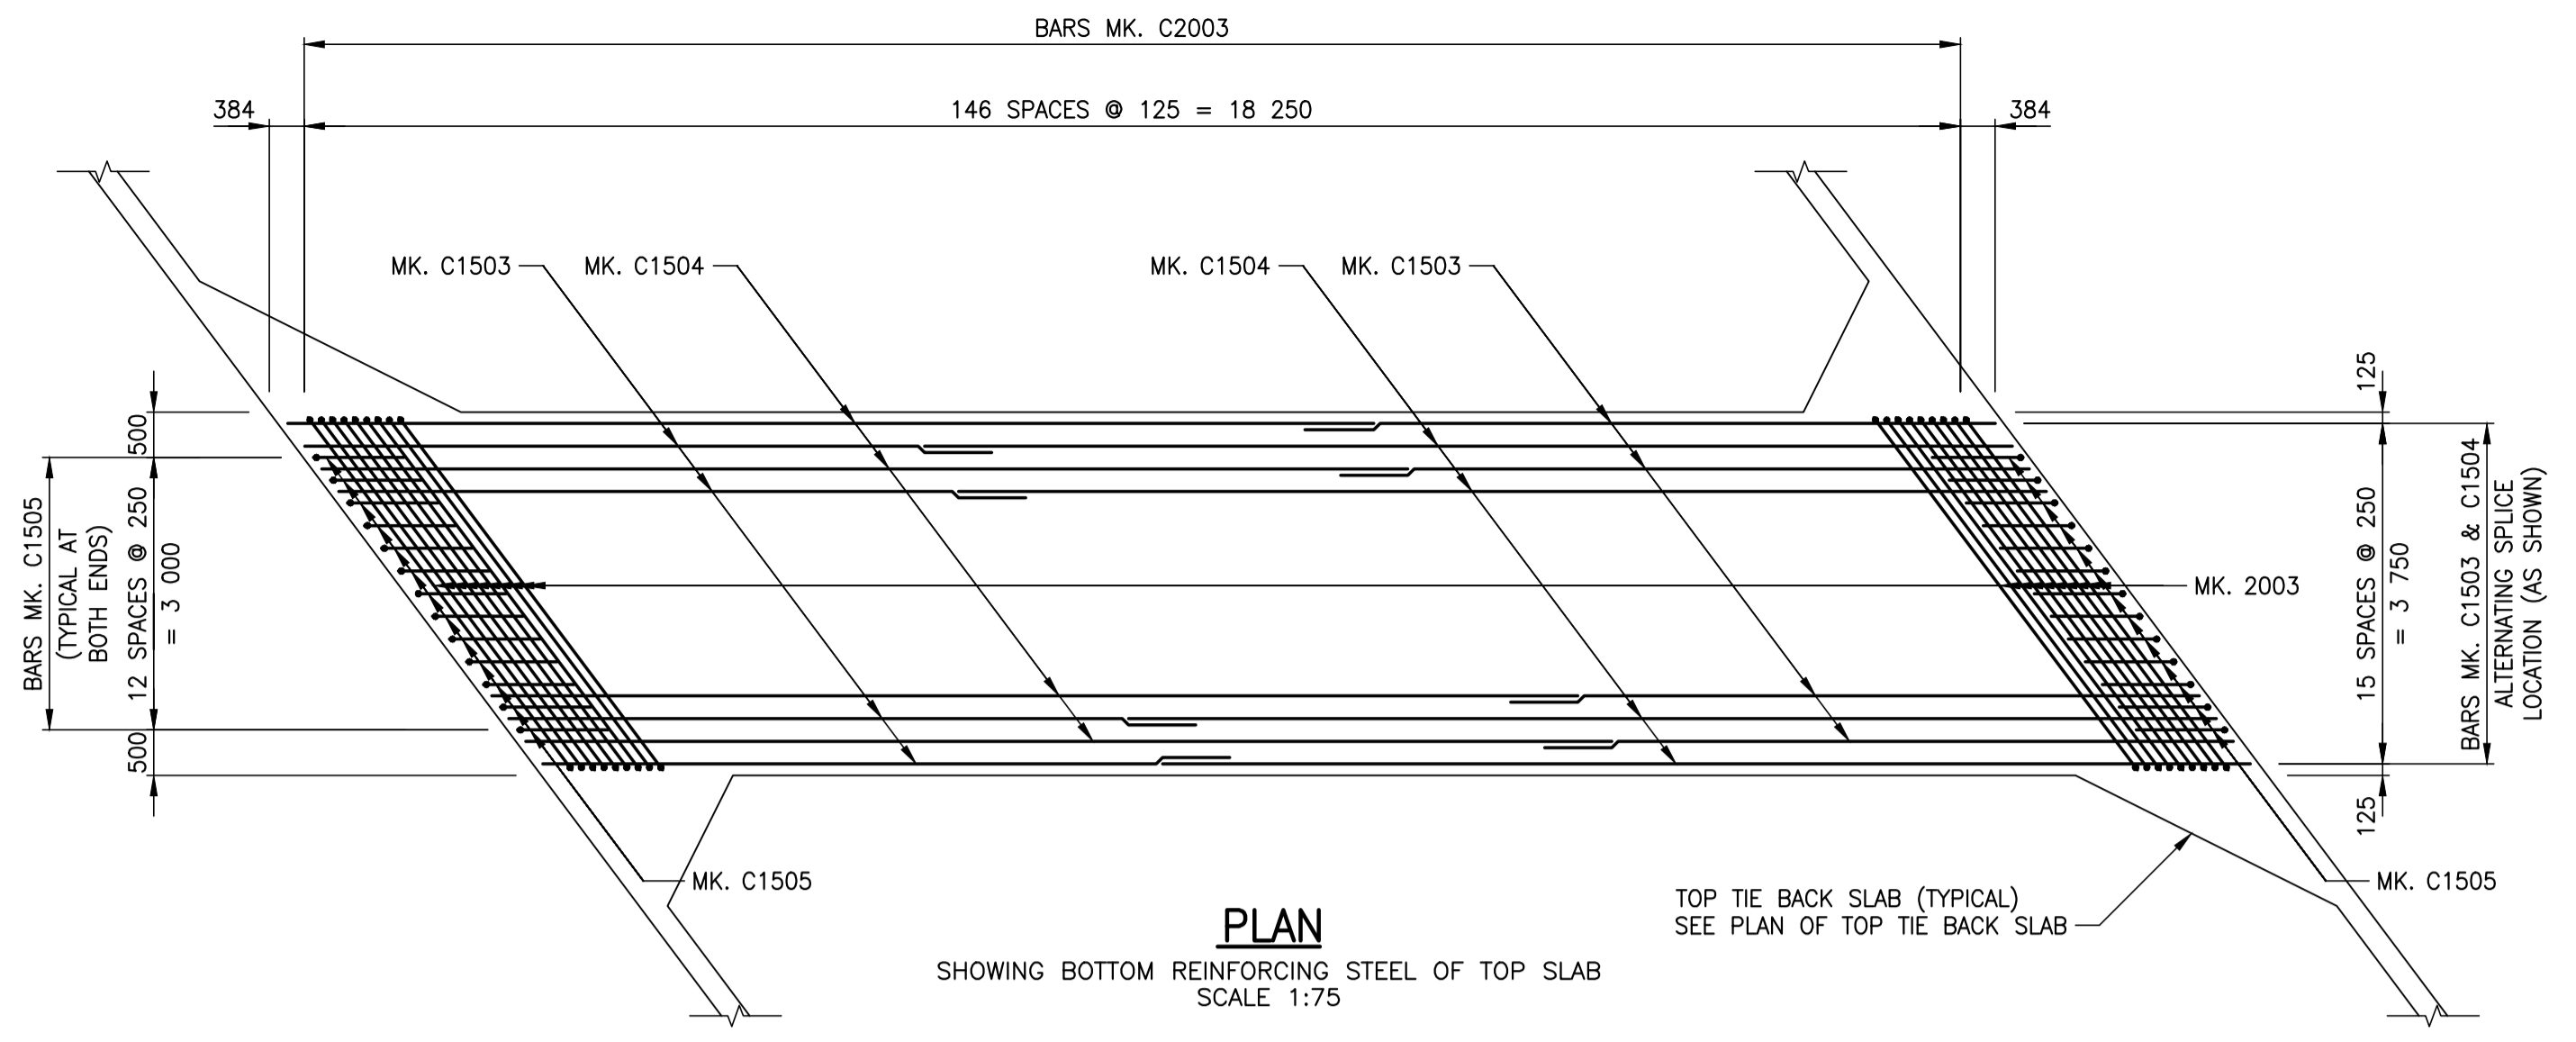 BARS MK. C2003
384
146 SPACES @ 125 = 18 250
384
MK. C1503
MK. C1504
MK. C1504
MK. C1503
BARS MK. C1505
(TYPICAL AT
BOTH ENDS)
500
12 SPACES @ 250
= 3 000
500
125
15 SPACES @ 250
= 3 750
125
BARS MK. C1503 & C1504
ALTERNATING SPLICE
LOCATION (AS SHOWN)
MK. 2003
MK. C1505
MK. C1505
TOP TIE BACK SLAB (TYPICAL)
SEE PLAN OF TOP TIE BACK SLAB
PLAN
SHOWING BOTTOM REINFORCING STEEL OF TOP SLAB
SCALE 1:75